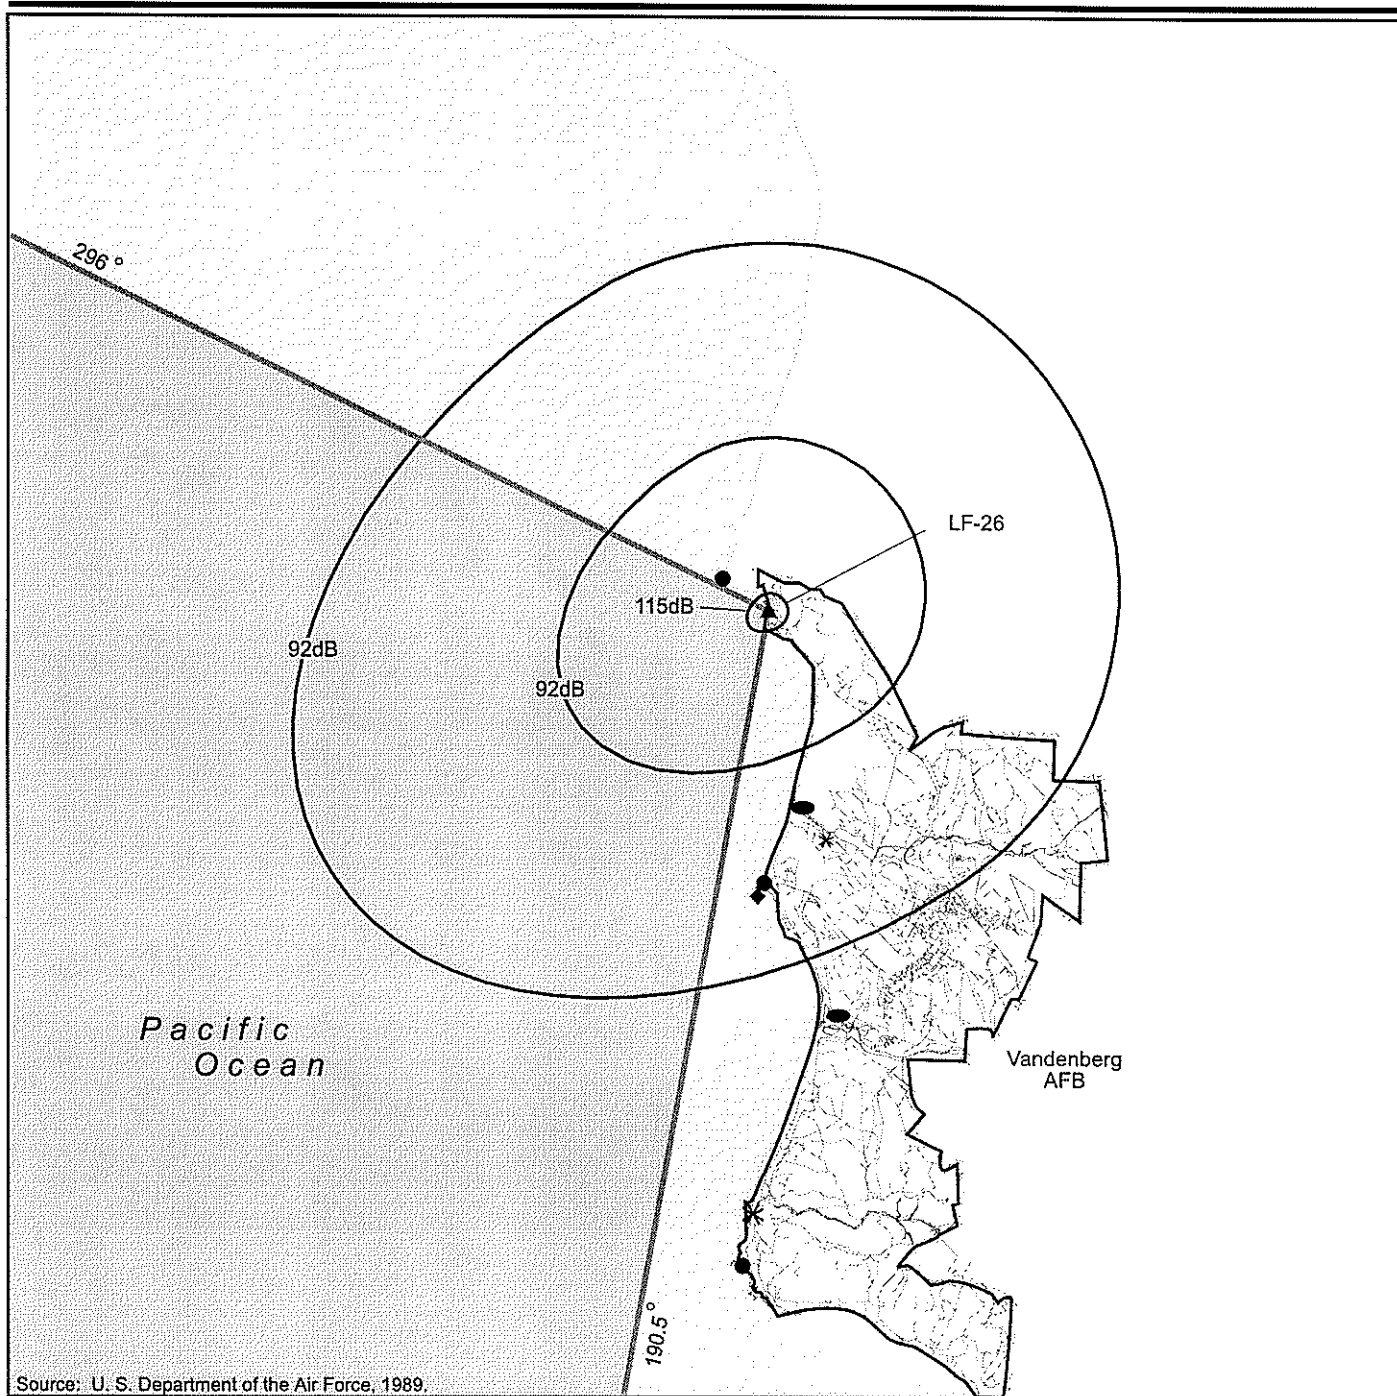 296 °
LF-26
115dB
92dB
92dB
Pacific
Ocean
Vandenberg
AFB
190.5 °
Source: U. S. Department of the Air Force, 1989.